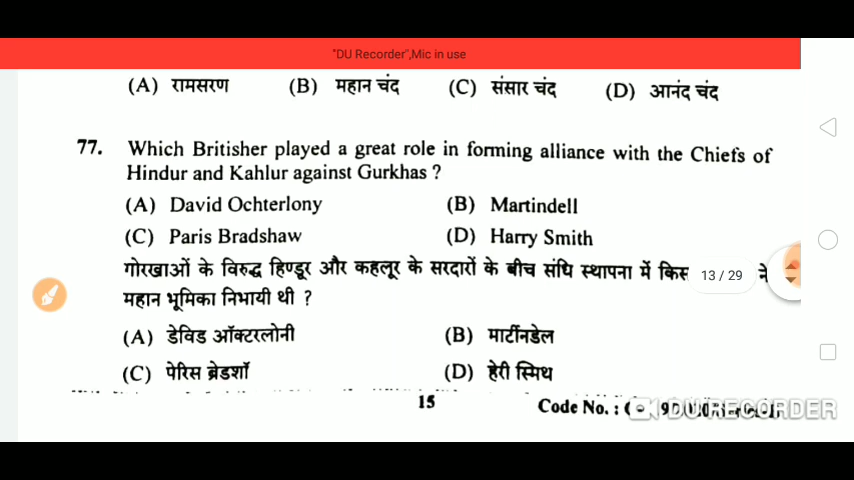 "DU Recorder",Mic in use
(A) रामसरण (B) महान चंद (C) संसार चंद (D) आनंद चंद
77. Which Britisher played a great role in forming alliance with the Chiefs of
Hindur and Kahlur against Gurkhas ?
(A) David Ochterlony (B) Martindell
(C) Paris Bradshaw (D) Harry Smith
गोरखाओं के विरुद्ध हिण्डूर और कहलूर के सरदारों के बीच संधि स्थापना में किस ने
13 / 29
महान भूमिका निभायी थी ?
(A) डेविड ऑक्टरलोनी (B) मार्टीनडेल
(C) पेरिस ब्रेडशॉ (D) हेरी स्मिथ
15 Code No. :
DU RECORDER